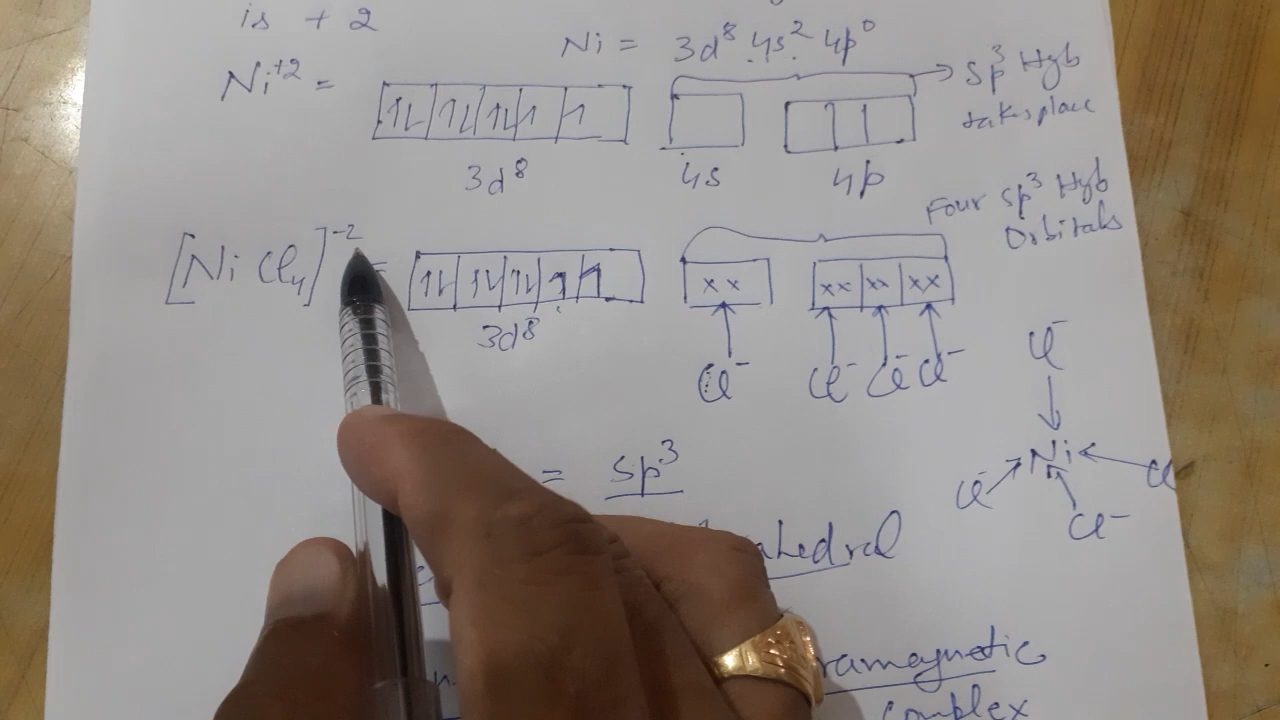 is +2
Ni = 3d⁸ 4s² 4p⁰
Ni⁺² =
3d⁸ 4s 4p
sp³ Hyb
takes place
[NiCl₄]⁻² =
xx xx xx xx
3d⁸
Four sp³ Hyb
Orbitals
Cl⁻ Cl⁻ Cl⁻ Cl⁻
Cl⁻
Ni
Cl⁻ Cl
Cl⁻
= sp³
ahedral
ramagnetic
complex